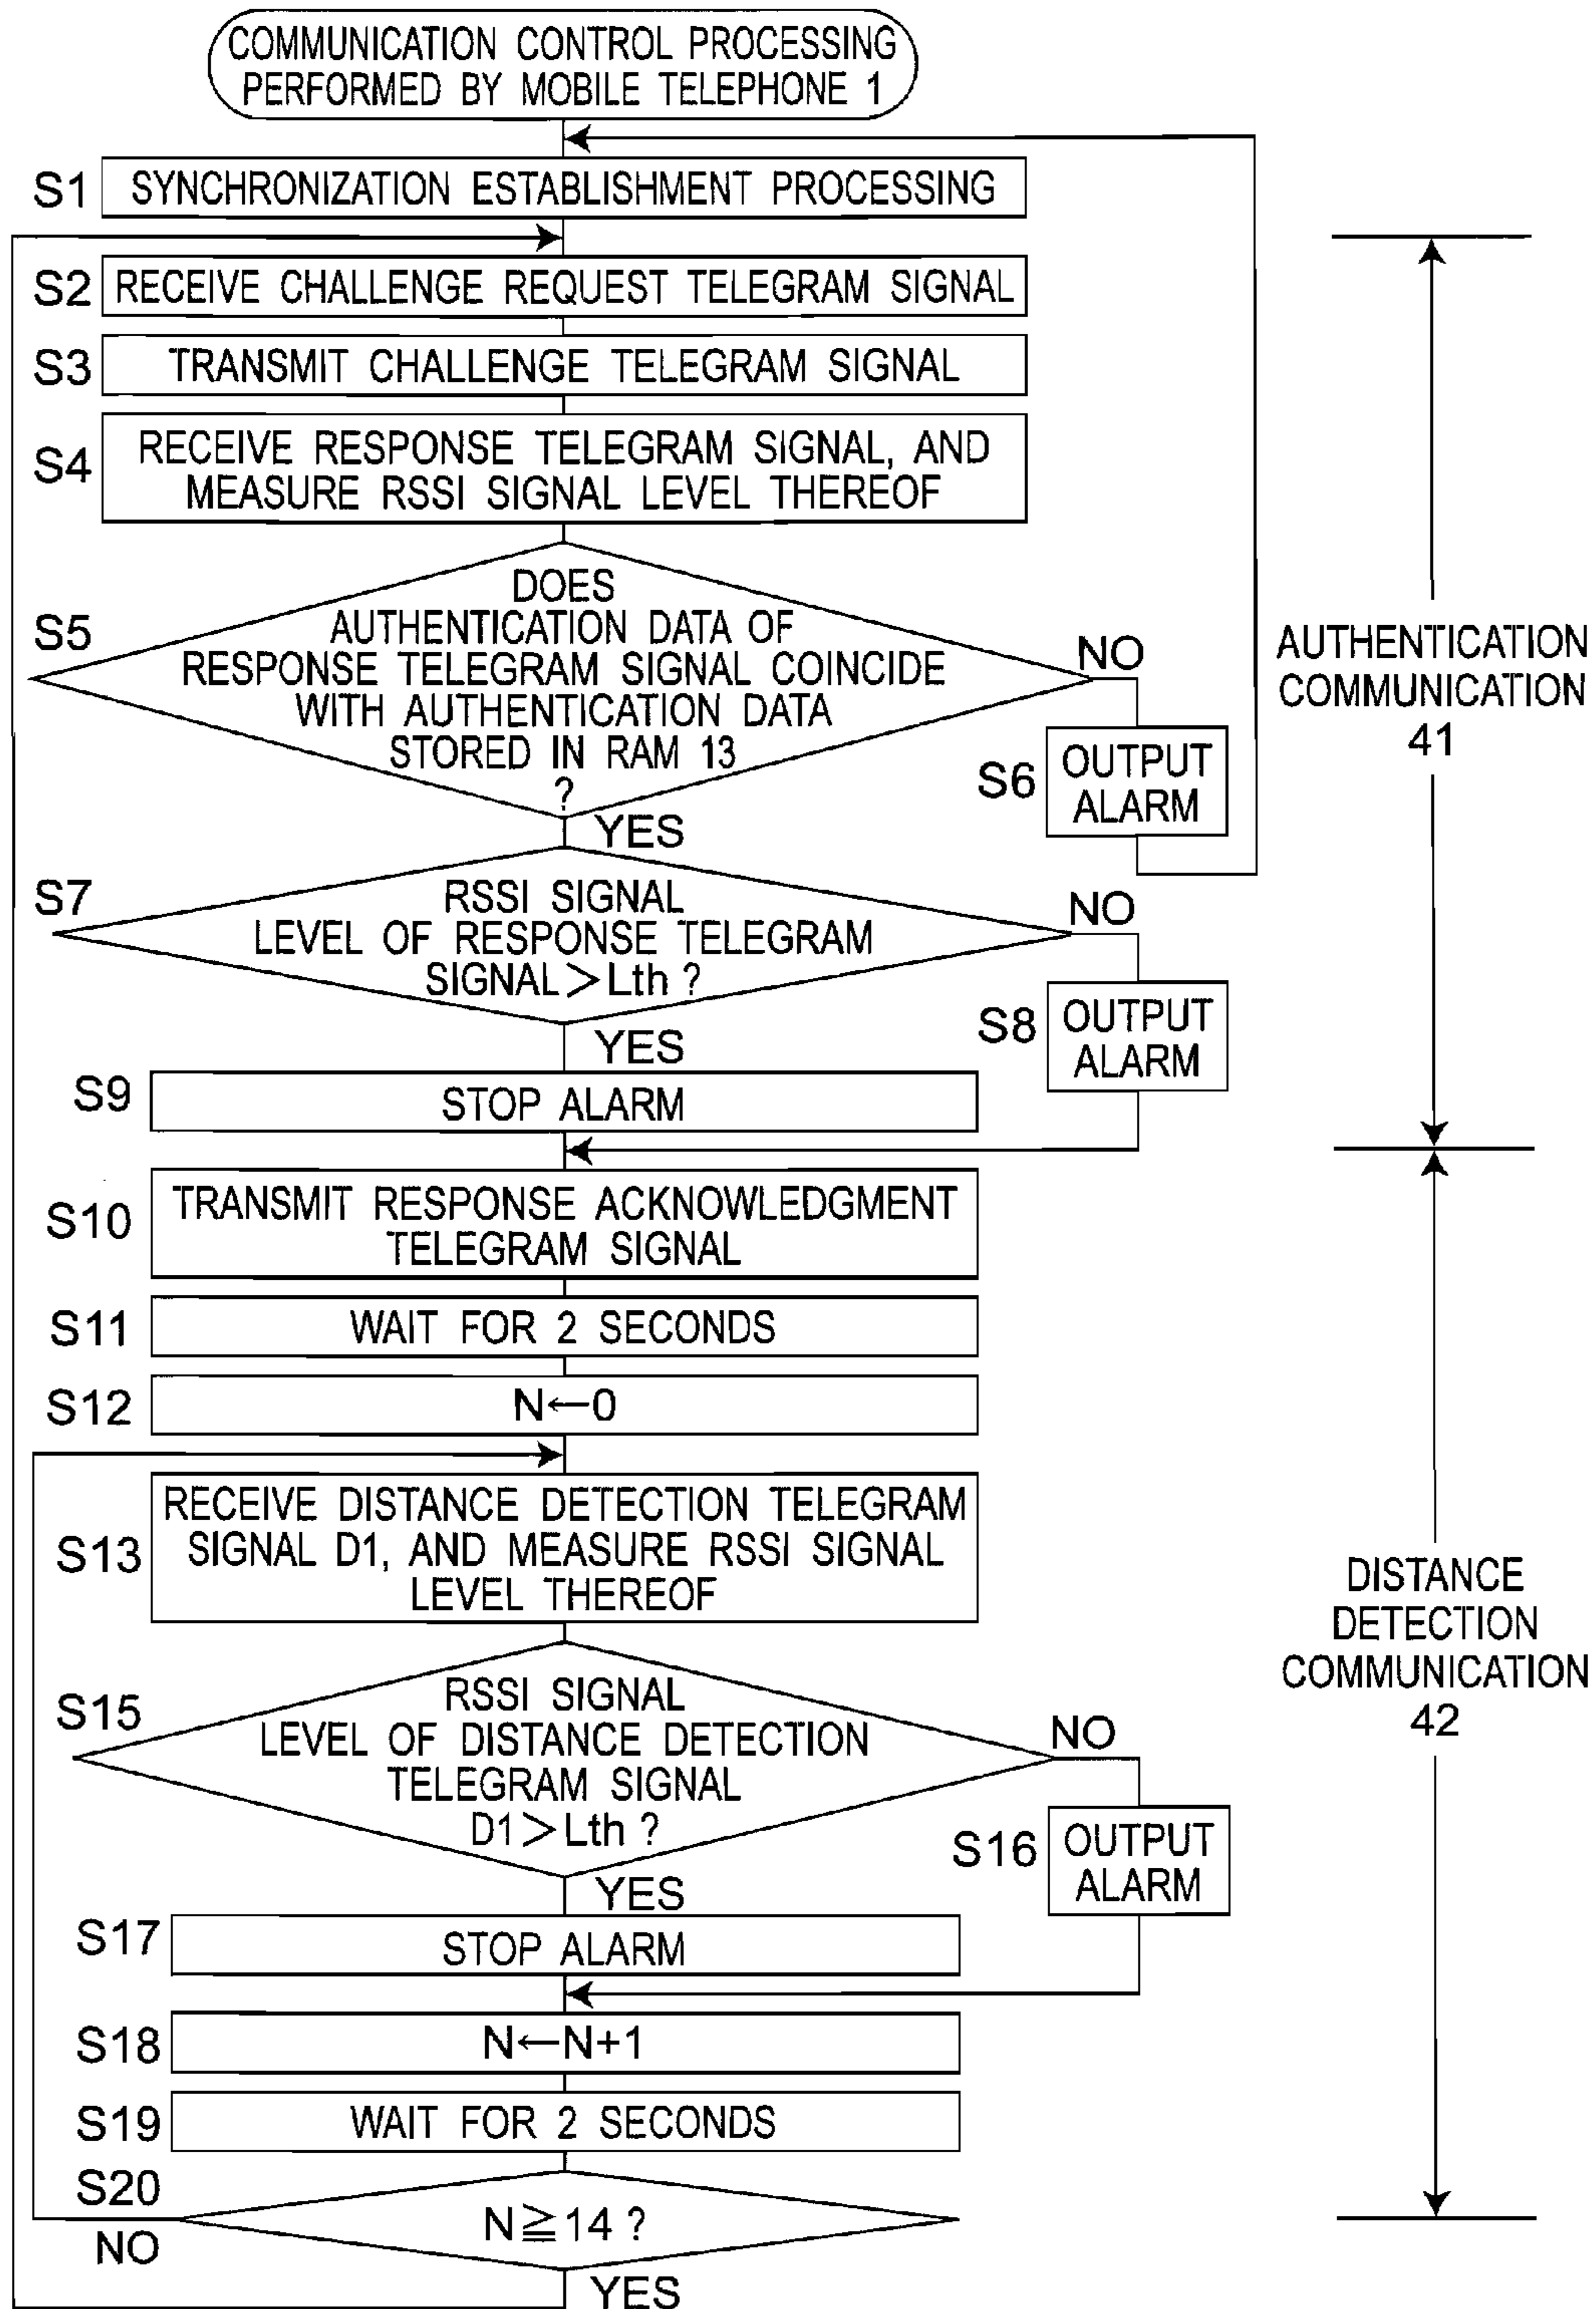 COMMUNICATION CONTROL PROCESSING
PERFORMED BY MOBILE TELEPHONE 1
S1
SYNCHRONIZATION ESTABLISHMENT PROCESSING
S2
RECEIVE CHALLENGE REQUEST TELEGRAM SIGNAL
S3
TRANSMIT CHALLENGE TELEGRAM SIGNAL
S4
RECEIVE RESPONSE TELEGRAM SIGNAL, AND
MEASURE RSSI SIGNAL LEVEL THEREOF
S5
DOES
AUTHENTICATION DATA OF
RESPONSE TELEGRAM SIGNAL COINCIDE
WITH AUTHENTICATION DATA
STORED IN RAM 13
?
NO
YES
S6
OUTPUT
ALARM
AUTHENTICATION
COMMUNICATION
41
S7
RSSI SIGNAL
LEVEL OF RESPONSE TELEGRAM
SIGNAL>Lth ?
NO
YES
S8
OUTPUT
ALARM
S9
STOP ALARM
S10
TRANSMIT RESPONSE ACKNOWLEDGMENT
TELEGRAM SIGNAL
S11
WAIT FOR 2 SECONDS
S12
N←0
S13
RECEIVE DISTANCE DETECTION TELEGRAM
SIGNAL D1, AND MEASURE RSSI SIGNAL
LEVEL THEREOF
DISTANCE
DETECTION
COMMUNICATION
42
S15
RSSI SIGNAL
LEVEL OF DISTANCE DETECTION
TELEGRAM SIGNAL
D1>Lth ?
NO
YES
S16
OUTPUT
ALARM
S17
STOP ALARM
S18
N←N+1
S19
WAIT FOR 2 SECONDS
S20
N≧14 ?
NO
YES